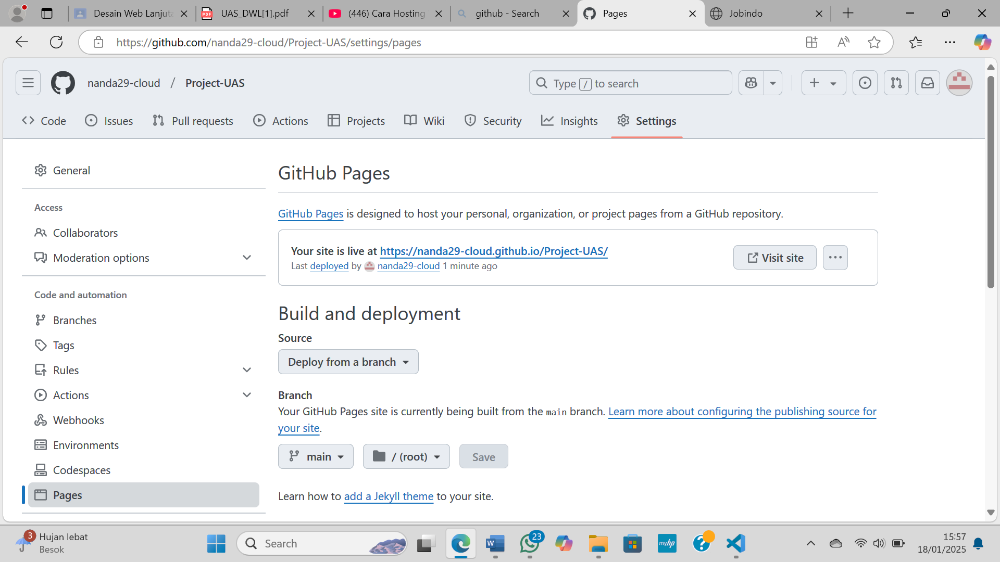 Desain Web Lanjuta
UAS_DWL[1].pdf
(446) Cara Hosting
github - Search
Pages
Jobindo
https://github.com/nanda29-cloud/Project-UAS/settings/pages
nanda29-cloud / Project-UAS
Type / to search
Code
Issues
Pull requests
Actions
Projects
Wiki
Security
Insights
Settings
General
Access
Collaborators
Moderation options
Code and automation
Branches
Tags
Rules
Actions
Webhooks
Environments
Codespaces
Pages
GitHub Pages
GitHub Pages is designed to host your personal, organization, or project pages from a GitHub repository.
Your site is live at https://nanda29-cloud.github.io/Project-UAS/
Last deployed by nanda29-cloud 1 minute ago
Visit site
Build and deployment
Source
Deploy from a branch
Branch
Your GitHub Pages site is currently being built from the main branch. Learn more about configuring the publishing source for
your site.
main
/ (root)
Save
Learn how to add a Jekyll theme to your site.
3
Hujan lebat
Besok
Search
W
23
myhp
?
15:57
18/01/2025